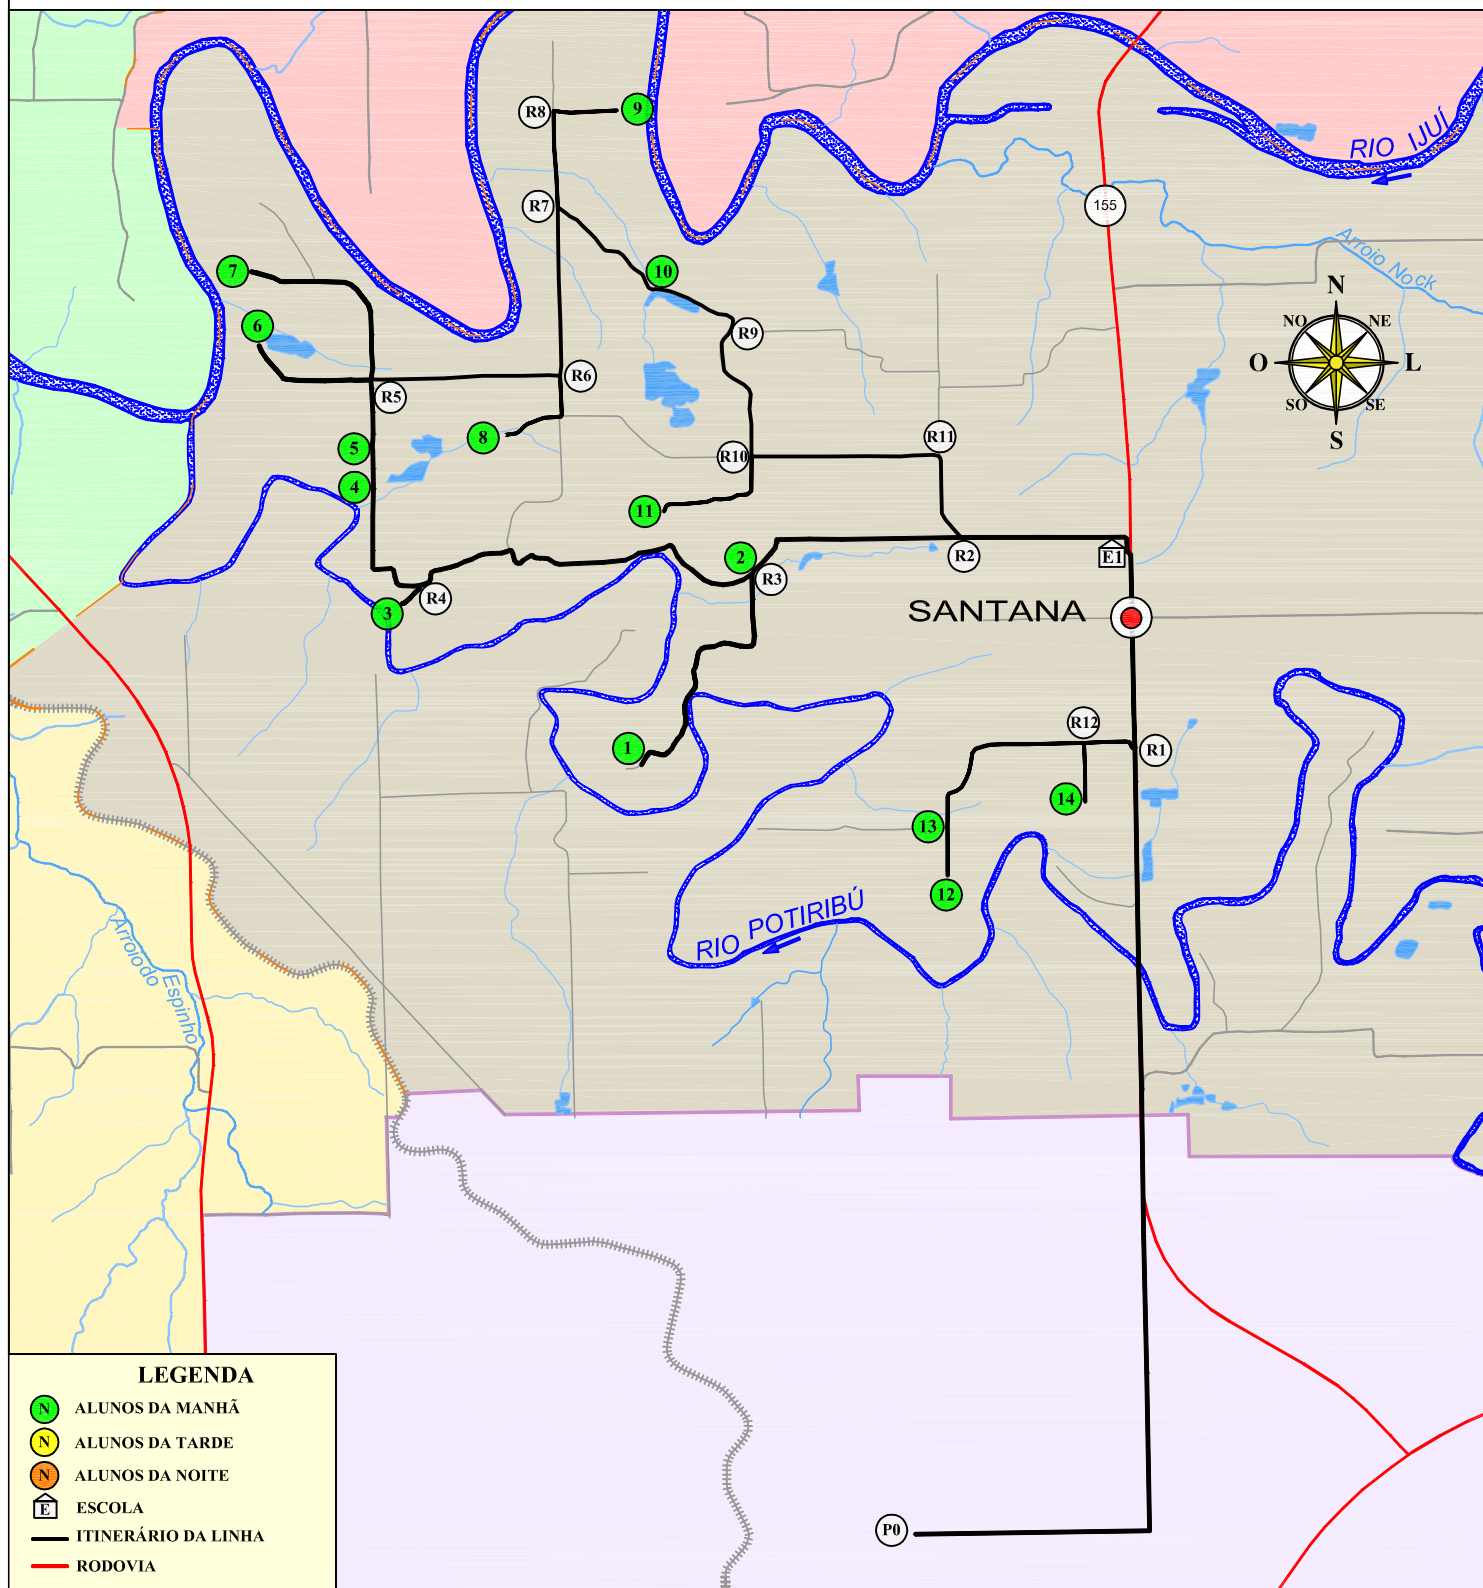 R8
9
RIO IJUÍ
R7
155
Arroio Nock
7
10
N
NO
NE
6
R9
O
L
R6
R5
SO
SE
S
R11
8
5
R10
4
11
2
R2
E1
R3
R4
3
SANTANA
R12
1
R1
14
13
12
RIO POTIRIBÚ
Arroio do Espinho
P0
LEGENDA
N ALUNOS DA MANHÃ
N ALUNOS DA TARDE
N ALUNOS DA NOITE
E ESCOLA
ITINERÁRIO DA LINHA
RODOVIA